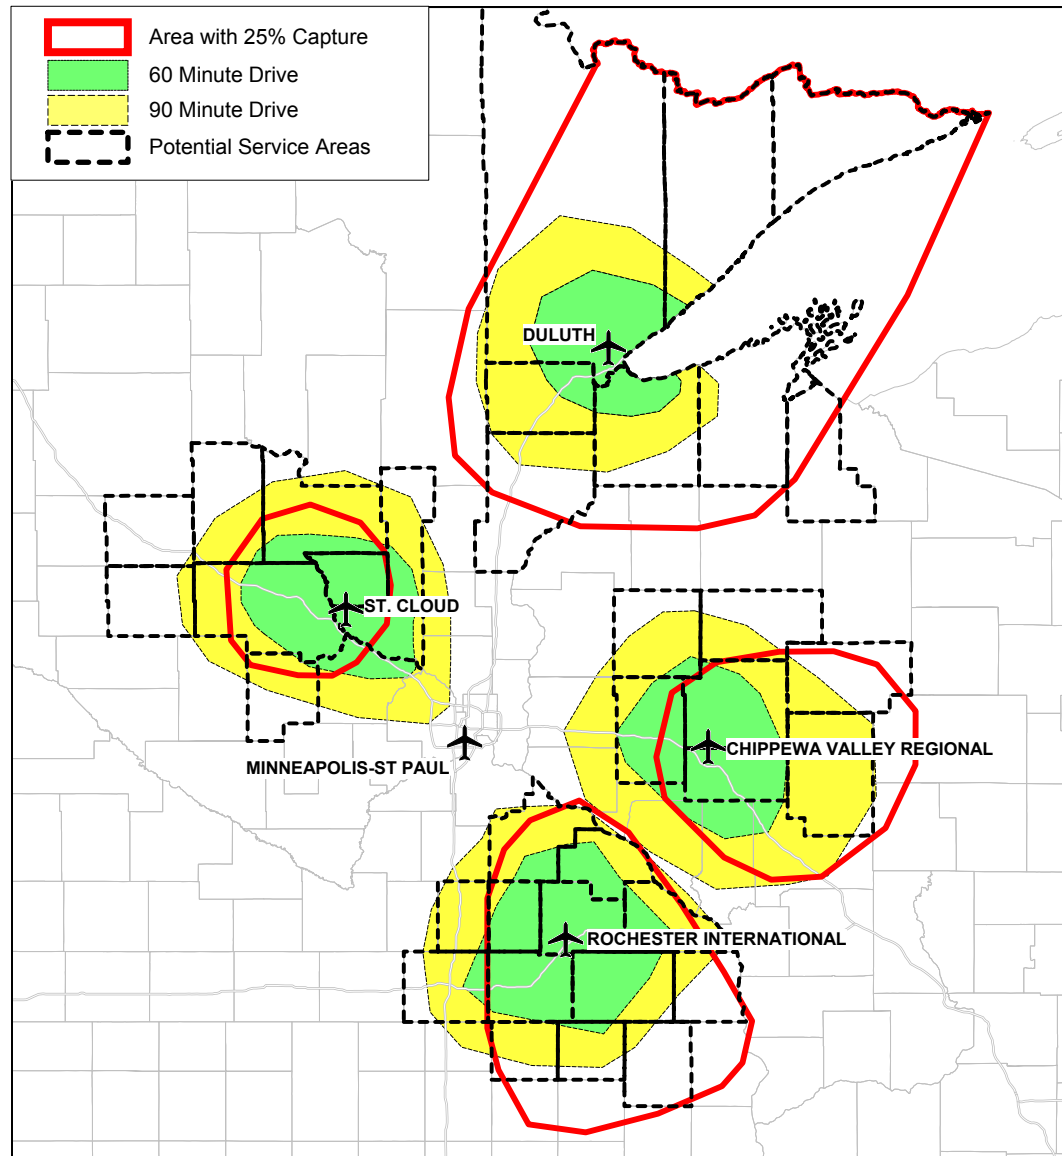 Area with 25% Capture
60 Minute Drive
90 Minute Drive
Potential Service Areas
DULUTH
ST. CLOUD
MINNEAPOLIS-ST PAUL
CHIPPEWA VALLEY REGIONAL
ROCHESTER INTERNATIONAL